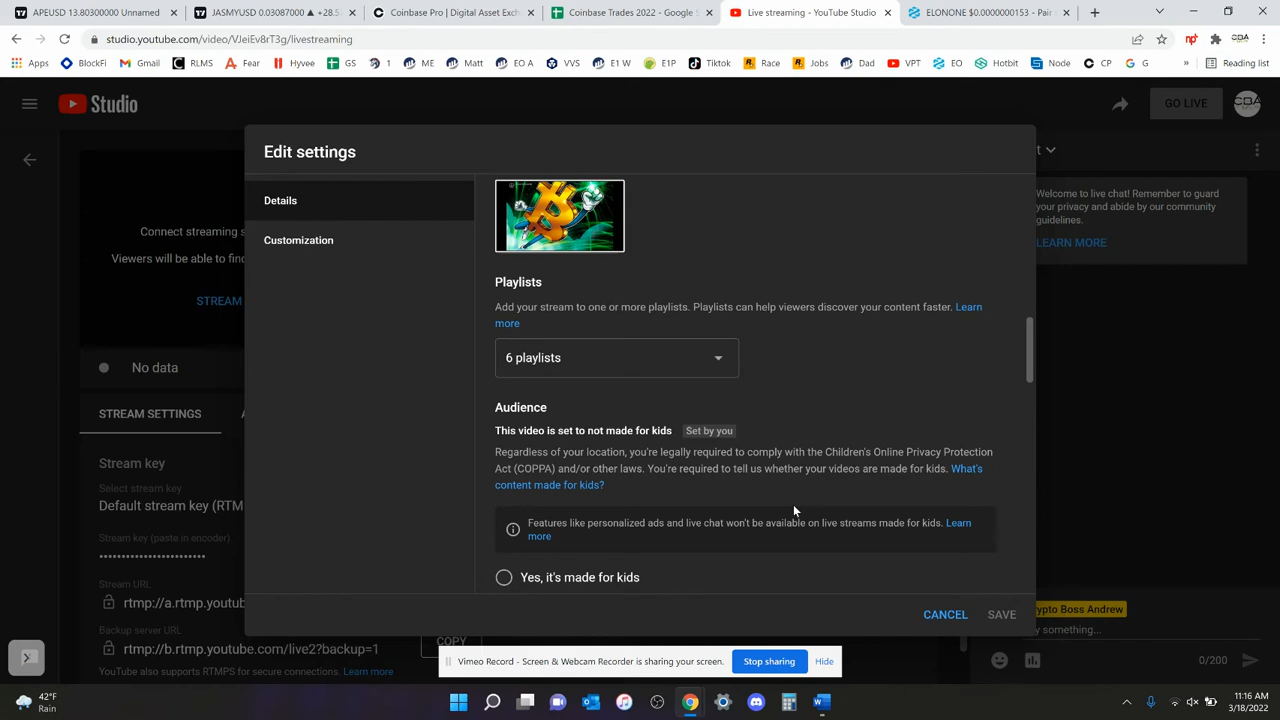 APEUSD 13.80300000 Unnamed
JASMYUSD 0.03087000 ▲ +28.5
Coinbase Pro | Digital Asset Exc
Coinbase Trades 2022 - Google S
Live streaming - YouTube Studio
ELONONE $0.000000000153 - Pair
studio.youtube.com/video/VJeiEv8rT3g/livestreaming
Apps BlockFi Gmail RLMS Fear Hyvee GS 1 ME Matt EO A VVS E1 W E1P Tiktok Race Jobs Dad VPT EO Hotbit Node CP G » Reading list
Studio
GO LIVE
Edit settings
Details
Customization
Connect streaming s
Viewers will be able to find
STREAM
No data
STREAM SETTINGS
Stream key
Select stream key
Default stream key (RTM
Stream key (paste in encoder)
Stream URL
rtmp://a.rtmp.youtub
Backup server URL
rtmp://b.rtmp.youtube.com/live2?backup=1
COPY
YouTube also supports RTMPS for secure connections. Learn more
Playlists
Add your stream to one or more playlists. Playlists can help viewers discover your content faster. Learn
more
6 playlists
Audience
This video is set to not made for kids Set by you
Regardless of your location, you're legally required to comply with the Children's Online Privacy Protection
Act (COPPA) and/or other laws. You're required to tell us whether your videos are made for kids. What's
content made for kids?
Features like personalized ads and live chat won't be available on live streams made for kids. Learn
more
Yes, it's made for kids
CANCEL SAVE
t
Welcome to live chat! Remember to guard
your privacy and abide by our community
guidelines.
LEARN MORE
ypto Boss Andrew
y something...
0/200
Vimeo Record - Screen & Webcam Recorder is sharing your screen. Stop sharing Hide
42°F
Rain
11:16 AM
3/18/2022